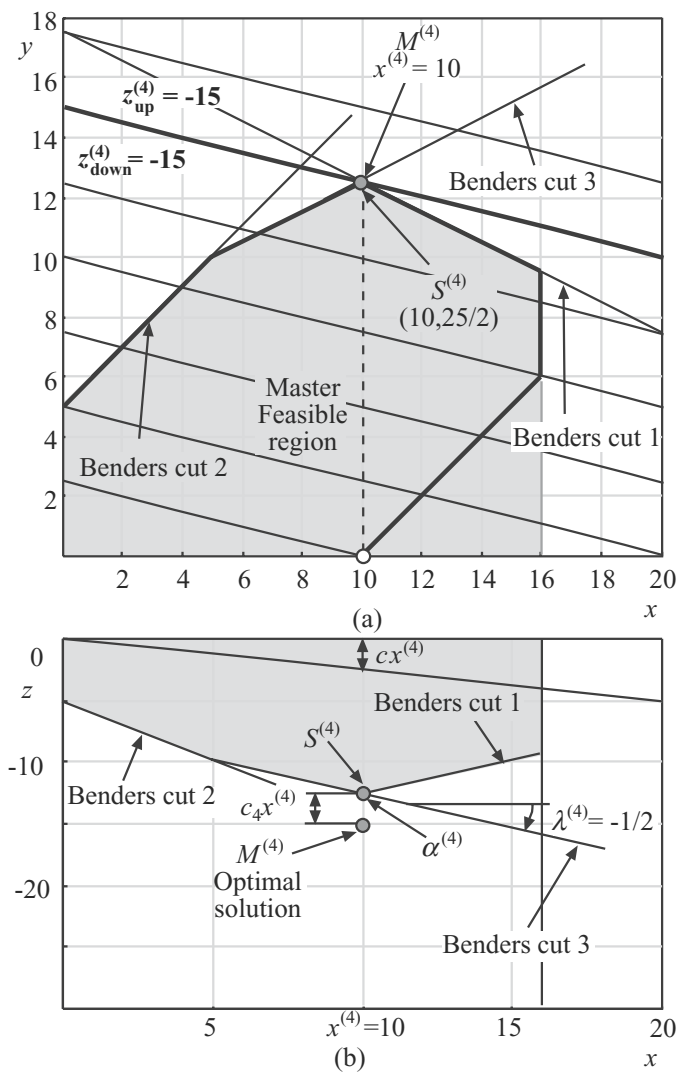 18
y
16
14
12
10
8
6
4
2
M^(4)
x^(4) = 10
z_up^(4) = -15
z_down^(4) = -15
Benders cut 3
S^(4)
(10,25/2)
Master
Feasible
region
Benders cut 2
Benders cut 1
2 4 6 8 10 12 14 16 18 20
x
(a)
0
z
-10
-20
cx^(4)
Benders cut 1
S^(4)
Benders cut 2
c_4x^(4)
λ^(4) = -1/2
α^(4)
M^(4)
Optimal
solution
Benders cut 3
5 x^(4)=10 15 20
x
(b)